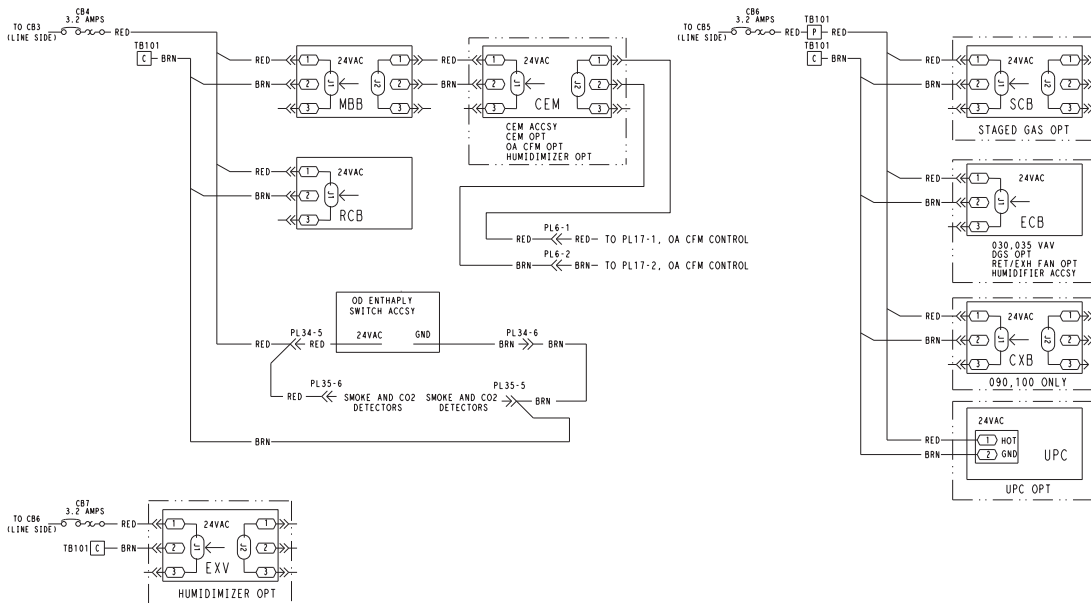 CB4
3.2 AMPS
TO CB3
(LINE SIDE)
RED
TB101
C
BRN
RED
1
24VAC
J1
J2
1
RED
1
24VAC
J1
J2
1
BRN
2
2
BRN
2
2
3
MBB
3
3
CEM
3
CEM ACCSY
CEM OPT
OA CFM OPT
HUMIDIMIZER OPT
RED
1
24VAC
BRN
2
J1
3
RCB
PL6-1
RED
RED
TO PL17-1, OA CFM CONTROL
PL6-2
BRN
BRN
TO PL17-2, OA CFM CONTROL
OD ENTHAPLY
SWITCH ACCSY
PL34-5
24VAC
GND
PL34-6
RED
RED
BRN
BRN
PL35-6
PL35-5
RED
SMOKE AND CO2
DETECTORS
SMOKE AND CO2
DETECTORS
BRN
BRN
CB7
3.2 AMPS
TO CB6
(LINE SIDE)
RED
TB101
C
BRN
1
24VAC
1
2
J1
J2
2
3
EXV
3
HUMIDIMIZER OPT
CB6
3.2 AMPS
TO CB5
(LINE SIDE)
RED
TB101
P
RED
TB101
C
BRN
RED
1
24VAC
1
BRN
2
J1
J2
2
3
SCB
3
STAGED GAS OPT
RED
1
24VAC
BRN
2
J1
3
ECB
030,035 VAV
DGS OPT
RET/EXH FAN OPT
HUMIDIFIER ACCSY
RED
1
24VAC
1
BRN
2
J1
J2
2
3
CXB
3
090,100 ONLY
24VAC
RED
1
HOT
BRN
2
GND
UPC
UPC OPT